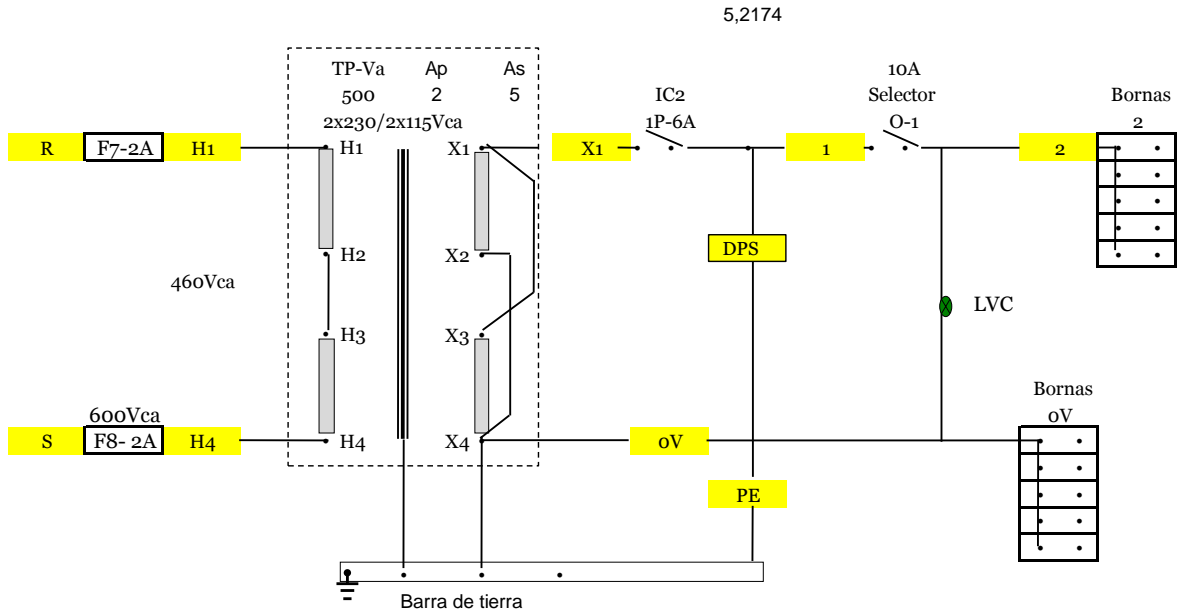 5,2174
TP-Va Ap As
500 2 5
2x230/2x115Vca
10A
Selector
O-1
IC2
1P-6A
Bornas
2
R F7-2A H1 H1 X1 X1 1 2
H2 X2
DPS
460Vca
LVC
H3 X3
Bornas
0V
600Vca
S F8- 2A H4 H4 X4 0V
PE
Barra de tierra